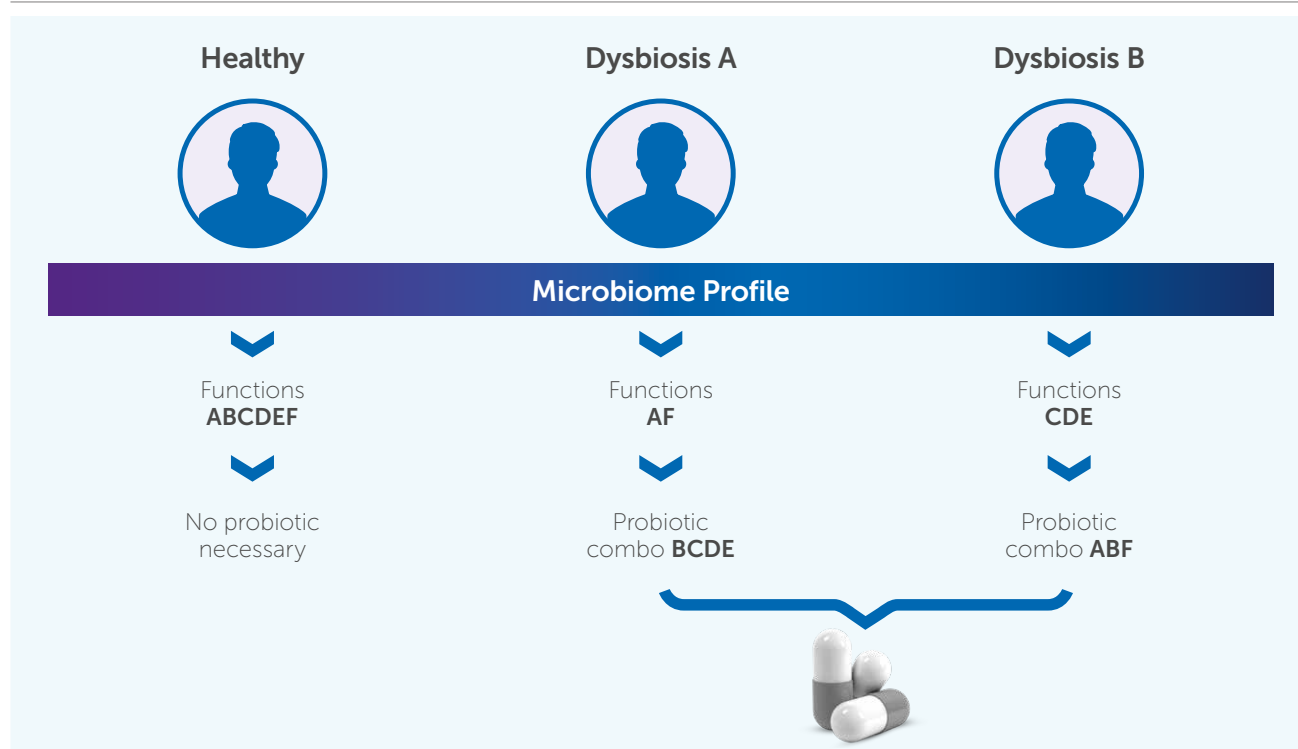 Healthy
Dysbiosis A
Dysbiosis B
Microbiome Profile
Functions
ABCDEF
Functions
AF
Functions
CDE
No probiotic
necessary
Probiotic
combo BCDE
Probiotic
combo ABF